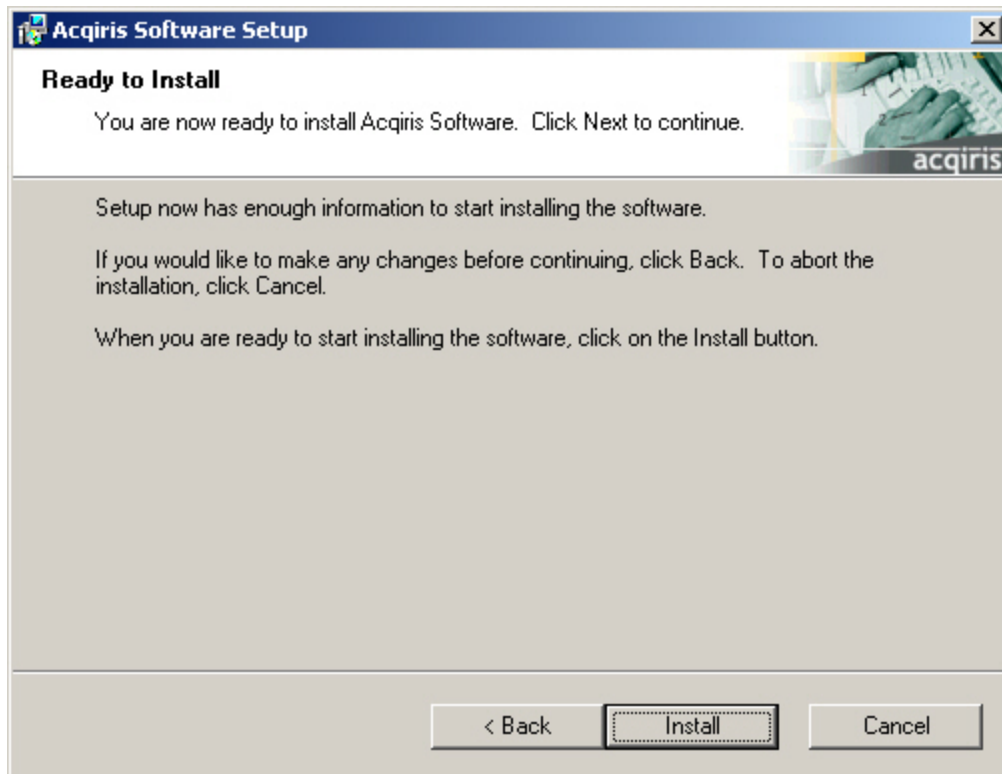 Acqiris Software Setup
Ready to Install
You are now ready to install Acqiris Software.  Click Next to continue.
acqiris
Setup now has enough information to start installing the software.
If you would like to make any changes before continuing, click Back.  To abort the
installation, click Cancel.
When you are ready to start installing the software, click on the Install button.
< Back
Install
Cancel